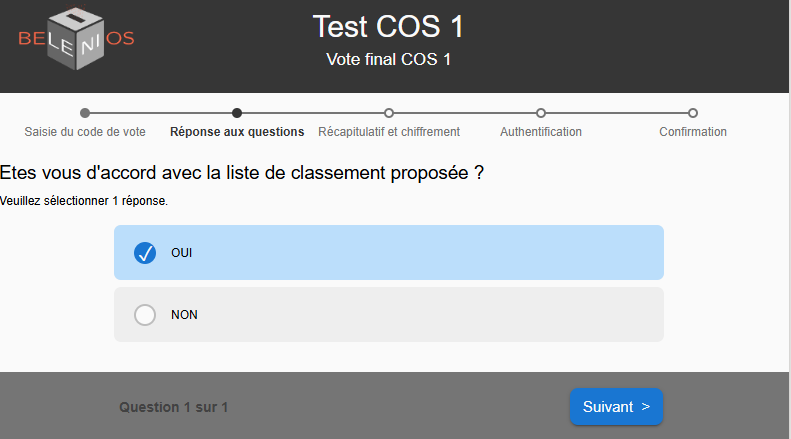 BELENIOS
Test COS 1
Vote final COS 1
Saisie du code de vote
Réponse aux questions
Récapitulatif et chiffrement
Authentification
Confirmation
Etes vous d'accord avec la liste de classement proposée ?
Veuillez sélectionner 1 réponse.
OUI
NON
Question 1 sur 1
Suivant >